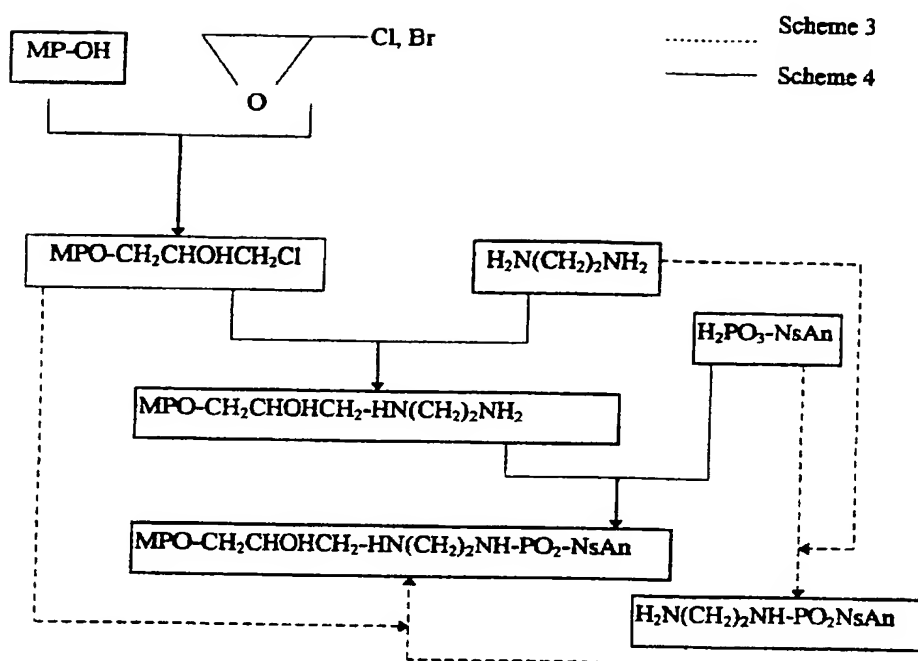 Scheme 3
MP-OH
Cl, Br
O
Scheme 4
MPO-CH₂CHOHCH₂Cl
H₂N(CH₂)₂NH₂
H₂PO₃-NsAn
MPO-CH₂CHOHCH₂-HN(CH₂)₂NH₂
MPO-CH₂CHOHCH₂-HN(CH₂)₂NH-PO₂-NsAn
H₂N(CH₂)₂NH-PO₂NsAn